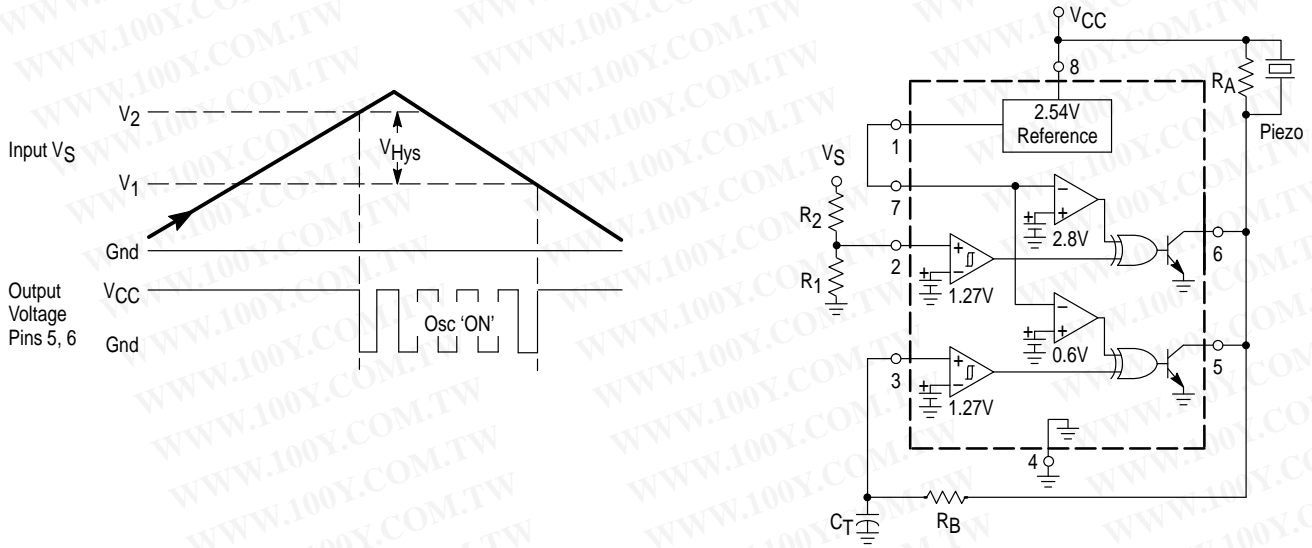 Input VS
V2
V1
VHys
Gnd
Output
Voltage
Pins 5, 6
VCC
Gnd
Osc ‘ON’
VCC
8
RA
Piezo
2.54V
Reference
1
VS
7
R2
2.8V
6
2
R1
1.27V
0.6V
5
3
1.27V
4
RB
CT
WWW.100Y.COM.TW